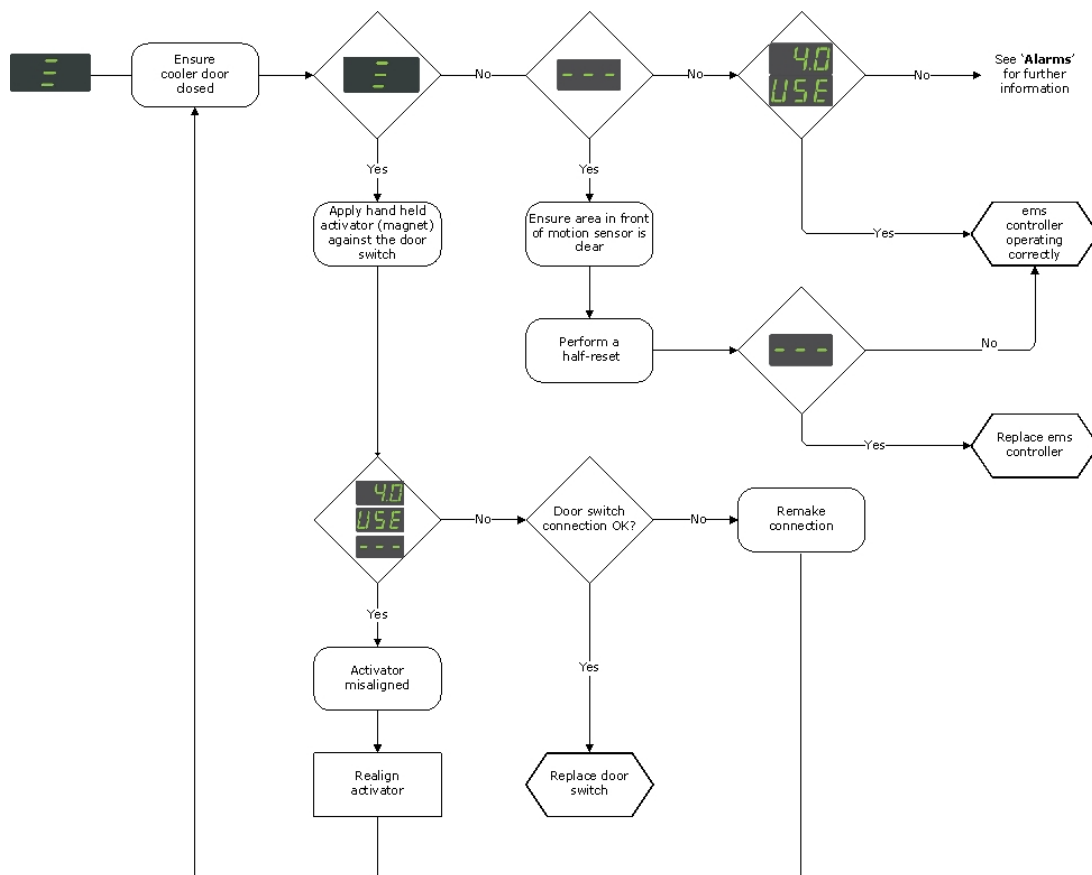 Ensure
cooler door
closed
No
- - -
No
4.0
USE
No
See 'Alarms'
for further
information
Yes
Yes
Apply hand held
activator (magnet)
against the door
switch
Ensure area in front
of motion sensor is
clear
Yes
ems
controller
operating
correctly
Perform a
half-reset
- - -
No
Yes
Replace ems
controller
4.0
USE
- - -
No
Door switch
connection OK?
No
Remake
connection
Yes
Activator
misaligned
Yes
Realign
activator
Replace door
switch